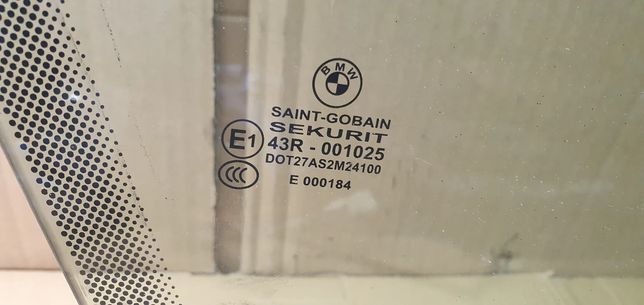 BMW
SAINT-GOBAIN
SEKURIT
E1 43R - 001025
DOT27AS2M24100
CCC
E 000184